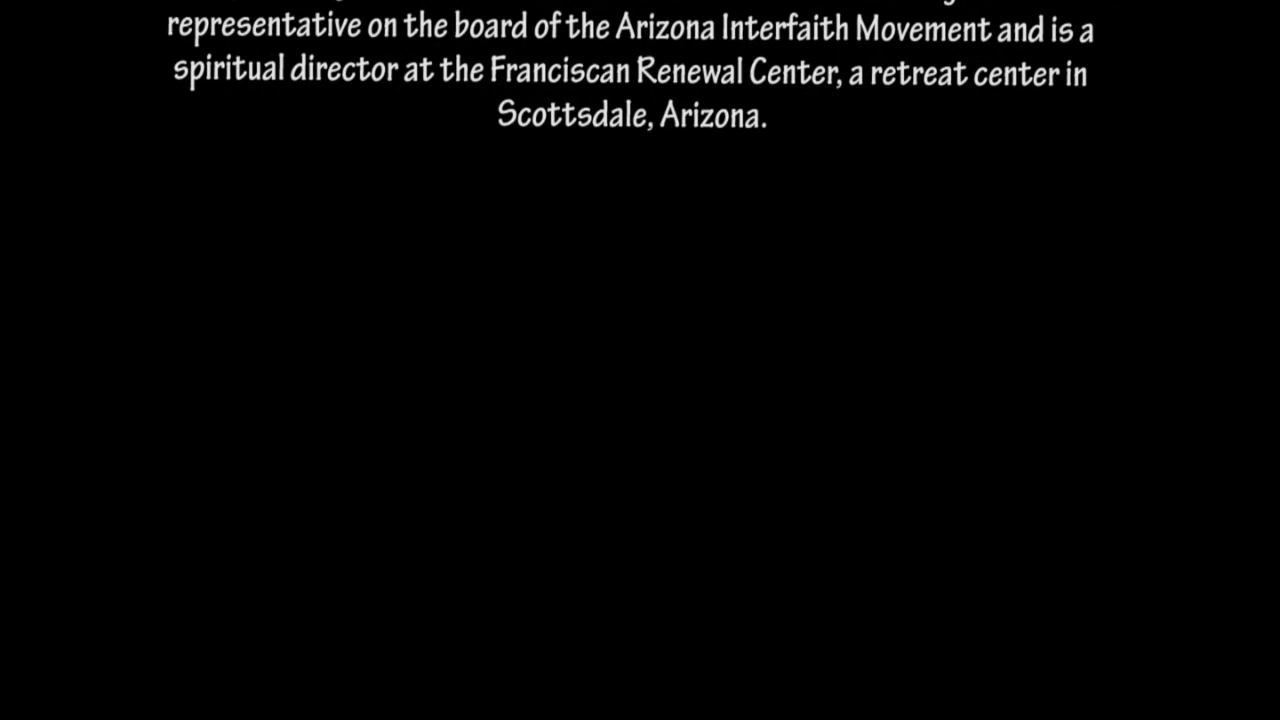 representative on the board of the Arizona Interfaith Movement and is a
spiritual director at the Franciscan Renewal Center, a retreat center in
Scottsdale, Arizona.